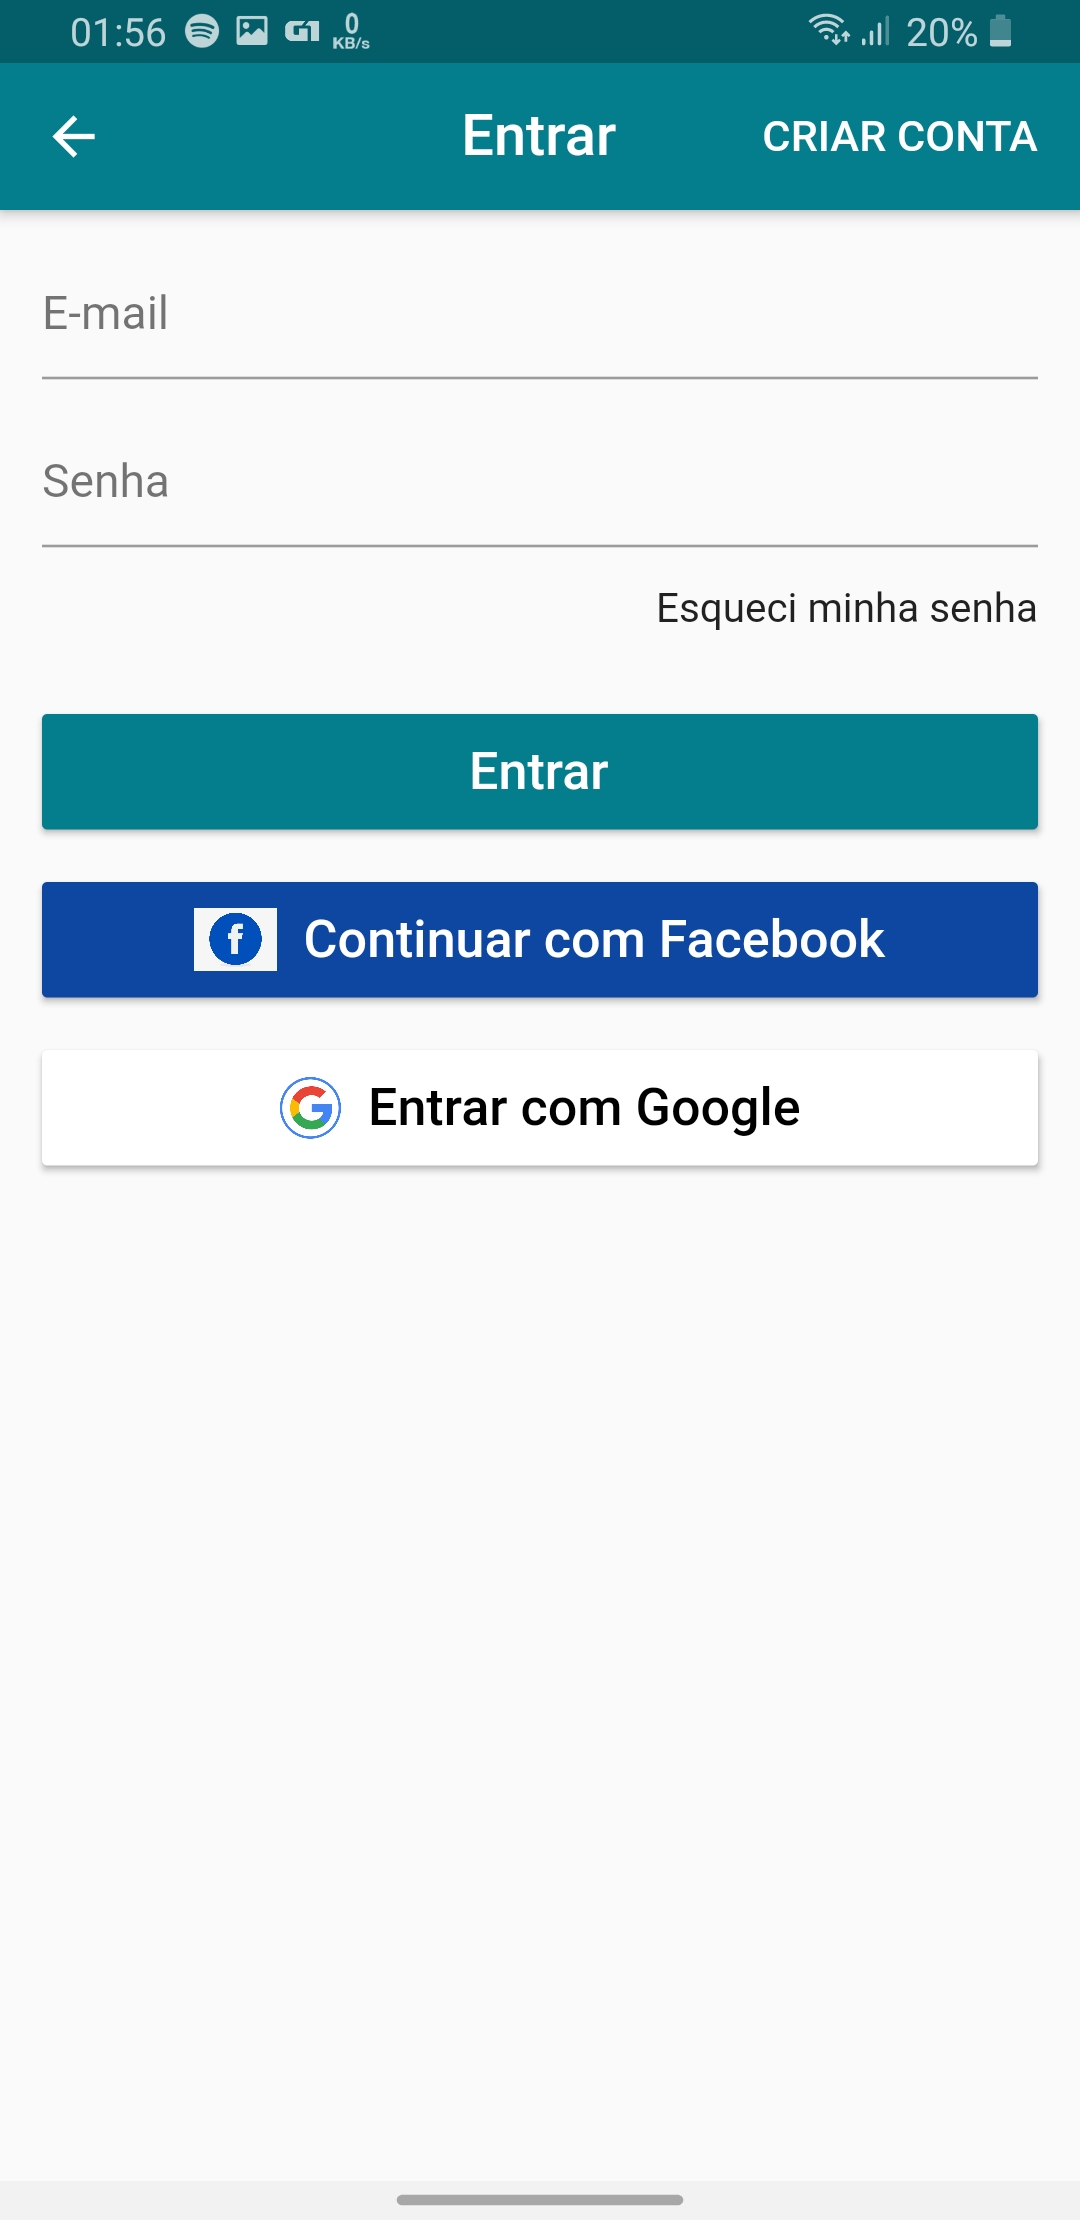 01:56 G1 0 KB/s 20%
Entrar CRIAR CONTA
E-mail
Senha
Esqueci minha senha
Entrar
f Continuar com Facebook
G Entrar com Google